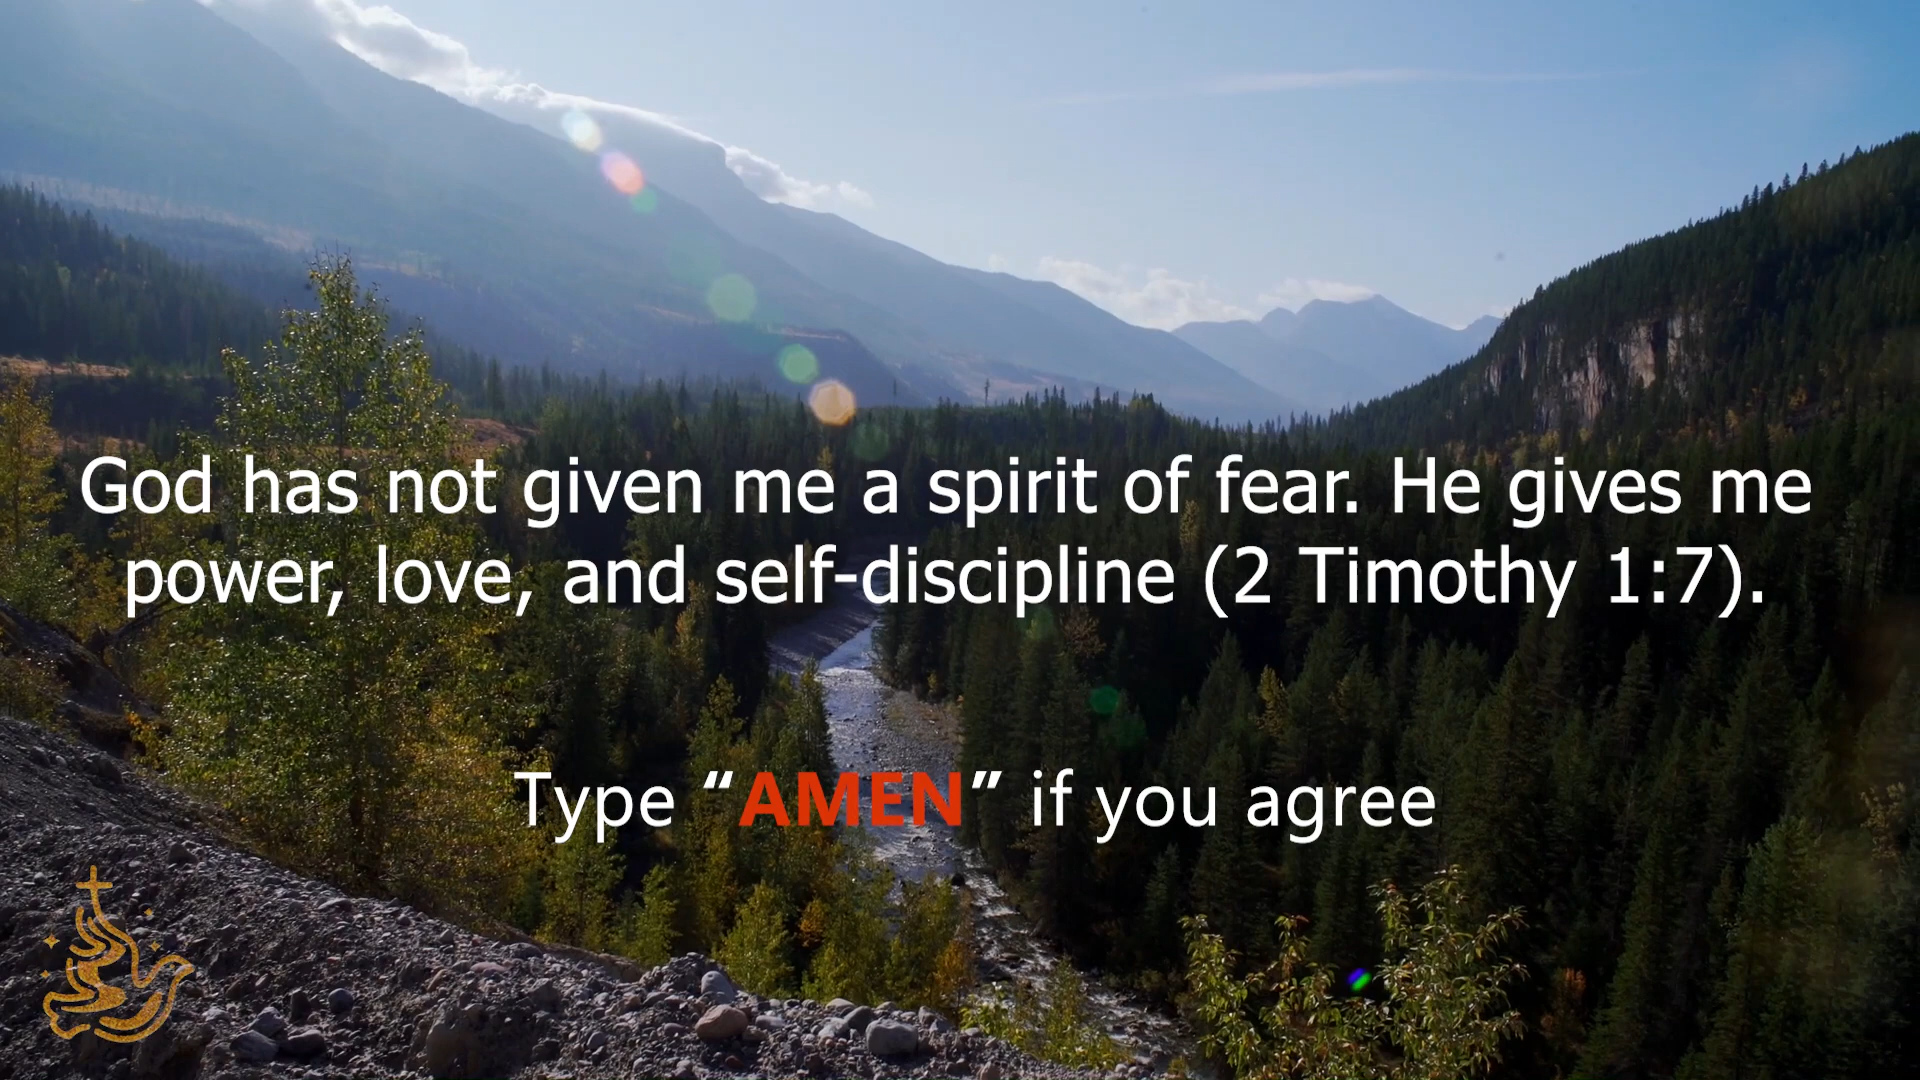 God has not given me a spirit of fear. He gives me
power, love, and self-discipline (2 Timothy 1:7).
Type “AMEN” if you agree